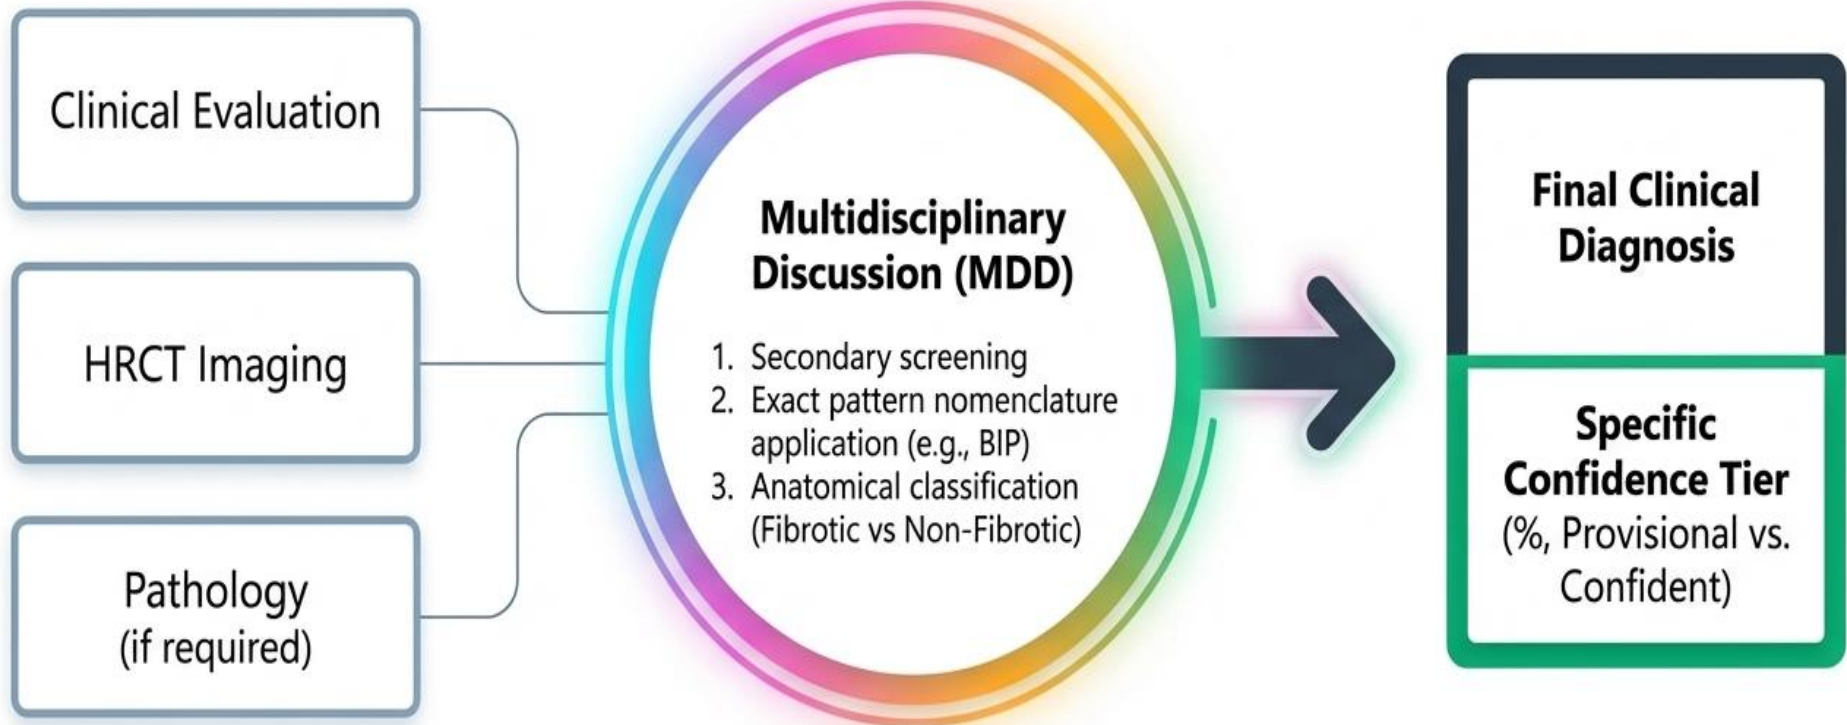 Clinical Evaluation
HRCT Imaging
Pathology
(if required)
Multidisciplinary
Discussion (MDD)
1. Secondary screening
2. Exact pattern nomenclature
application (e.g., BIP)
3. Anatomical classification
(Fibrotic vs Non-Fibrotic)
Final Clinical
Diagnosis
Specific
Confidence Tier
(%, Provisional vs.
Confident)